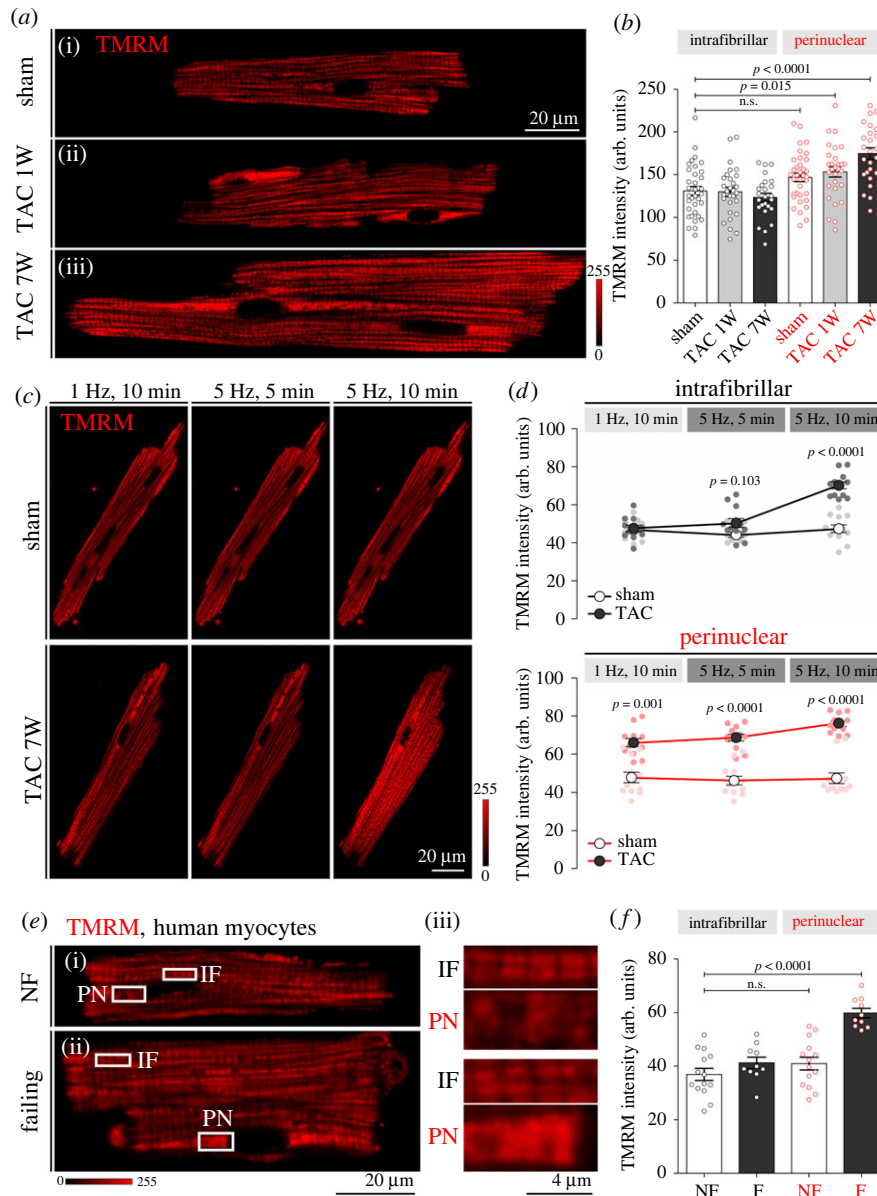 (a)
(i)
TMRM
sham
20 µm
(ii)
TAC 1W
(iii)
TAC 7W
255
0
(b)
intrafibrillar
perinuclear
p < 0.0001
p = 0.015
n.s.
TMRM intensity (arb. units)
250
200
150
100
50
0
sham
TAC 1W
TAC 7W
sham
TAC 1W
TAC 7W
(c)
1 Hz, 10 min
5 Hz, 5 min
5 Hz, 10 min
TMRM
sham
TAC 7W
255
0
20 µm
(d)
intrafibrillar
1 Hz, 10 min
5 Hz, 5 min
5 Hz, 10 min
TMRM intensity (arb. units)
100
80
60
40
20
0
p = 0.103
p < 0.0001
sham
TAC
perinuclear
1 Hz, 10 min
5 Hz, 5 min
5 Hz, 10 min
TMRM intensity (arb. units)
100
80
60
40
20
0
p = 0.001
p < 0.0001
p < 0.0001
sham
TAC
(e)
TMRM, human myocytes
(i)
NF
IF
PN
(ii)
failing
IF
PN
0
255
20 µm
(iii)
IF
PN
IF
PN
4 µm
(f)
intrafibrillar
perinuclear
p < 0.0001
n.s.
TMRM intensity (arb. units)
80
60
40
20
0
NF
F
NF
F